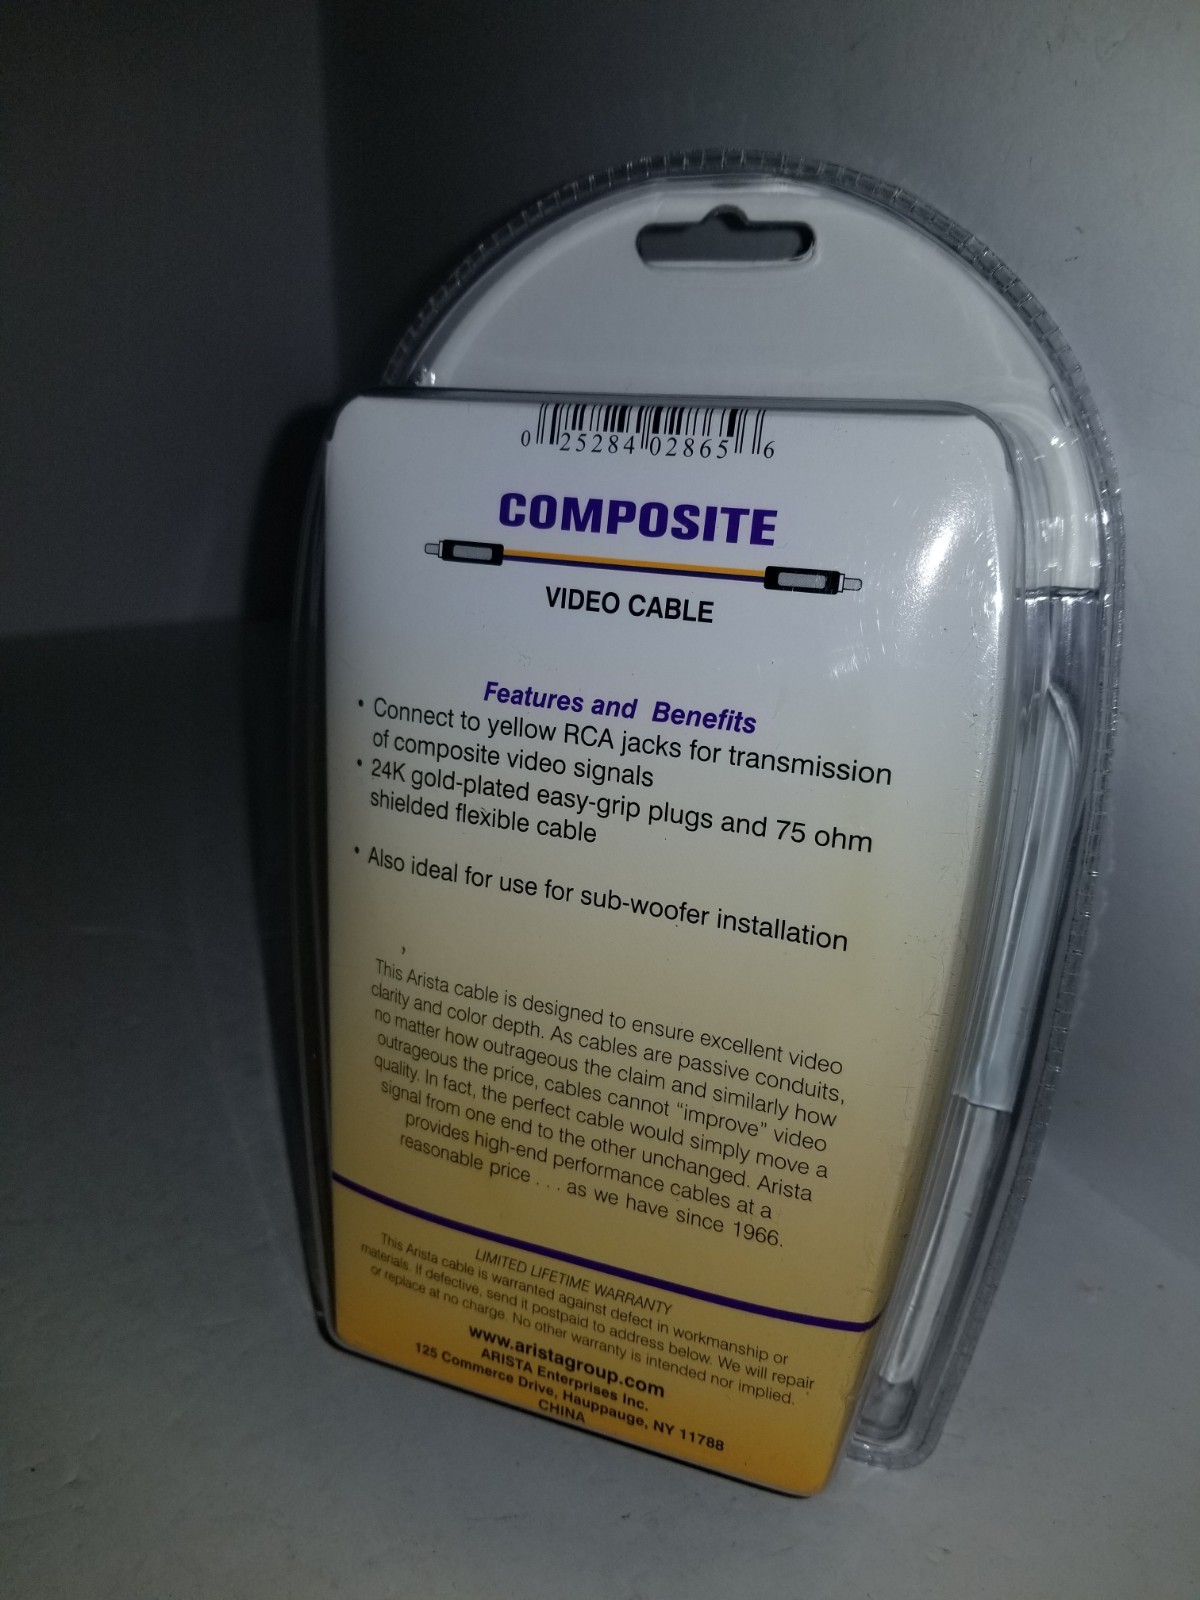 0 25284 02865 6
COMPOSITE
VIDEO CABLE
Features and Benefits
• Connect to yellow RCA jacks for transmission
of composite video signals
• 24K gold-plated easy-grip plugs and 75 ohm
shielded flexible cable
• Also ideal for use for sub-woofer installation
,
This Arista cable is designed to ensure excellent video
clarity and color depth. As cables are passive conduits,
no matter how outrageous the claim and similarly how
outrageous the price, cables cannot "improve" video
quality. In fact, the perfect cable would simply move a
signal from one end to the other unchanged. Arista
provides high-end performance cables at a
reasonable price . . . as we have since 1966.
LIMITED LIFETIME WARRANTY
This Arista cable is warranted against defect in workmanship or
materials. If defective, send it postpaid to address below. We will repair
or replace at no charge. No other warranty is intended nor implied.
www.aristagroup.com
ARISTA Enterprises Inc.
125 Commerce Drive, Hauppauge, NY 11788
CHINA